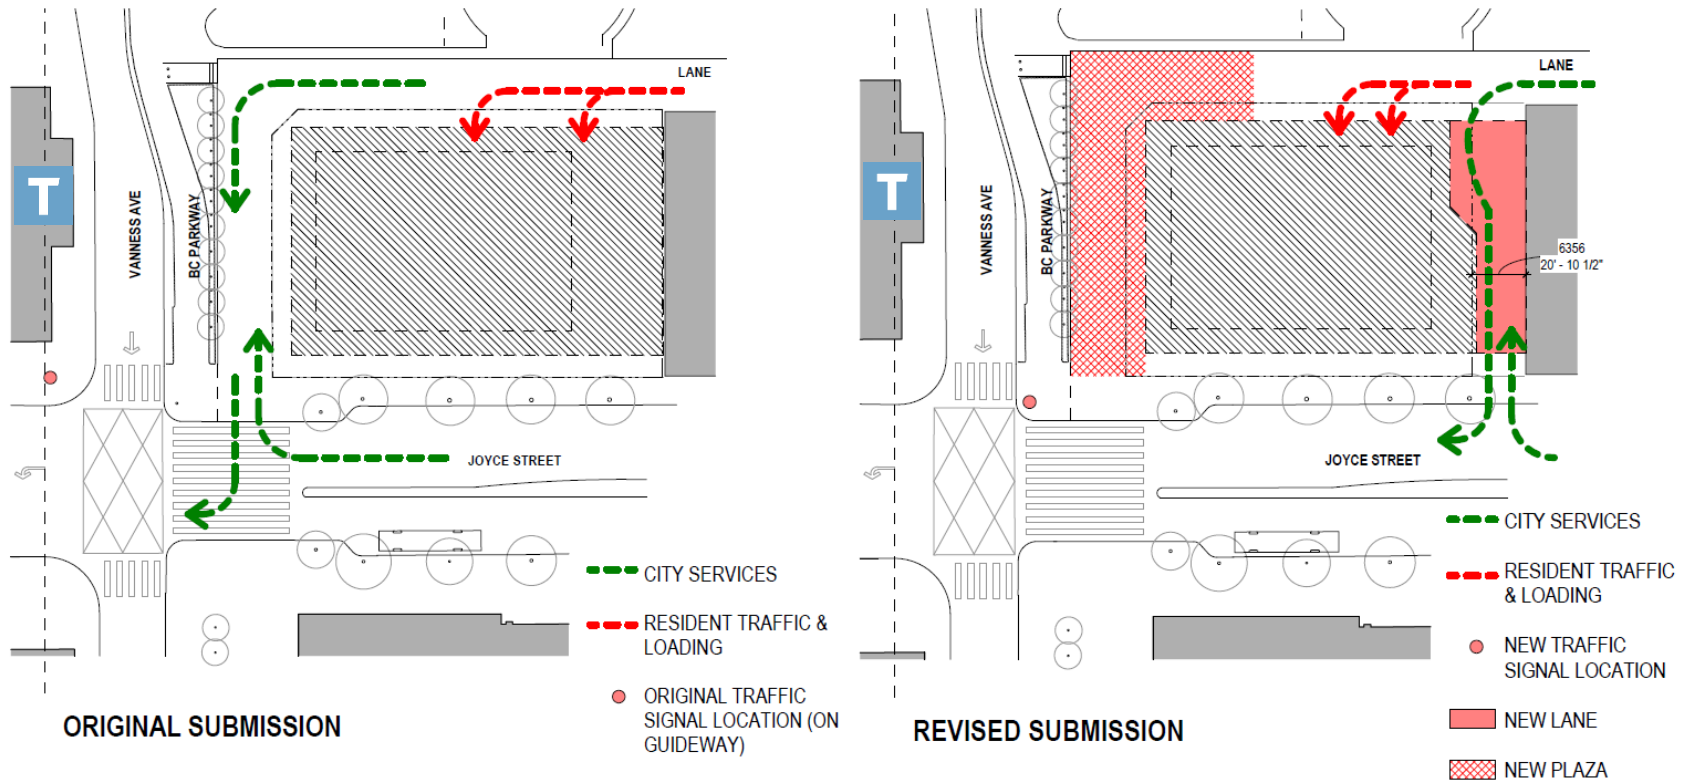 LANE
T
VANNESS AVE
BC PARKWAY
JOYCE STREET
CITY SERVICES
RESIDENT TRAFFIC &
LOADING
ORIGINAL TRAFFIC
SIGNAL LOCATION (ON
GUIDEWAY)
ORIGINAL SUBMISSION
LANE
T
VANNESS AVE
BC PARKWAY
6356
20' - 10 1/2"
JOYCE STREET
CITY SERVICES
RESIDENT TRAFFIC
& LOADING
NEW TRAFFIC
SIGNAL LOCATION
NEW LANE
NEW PLAZA
REVISED SUBMISSION